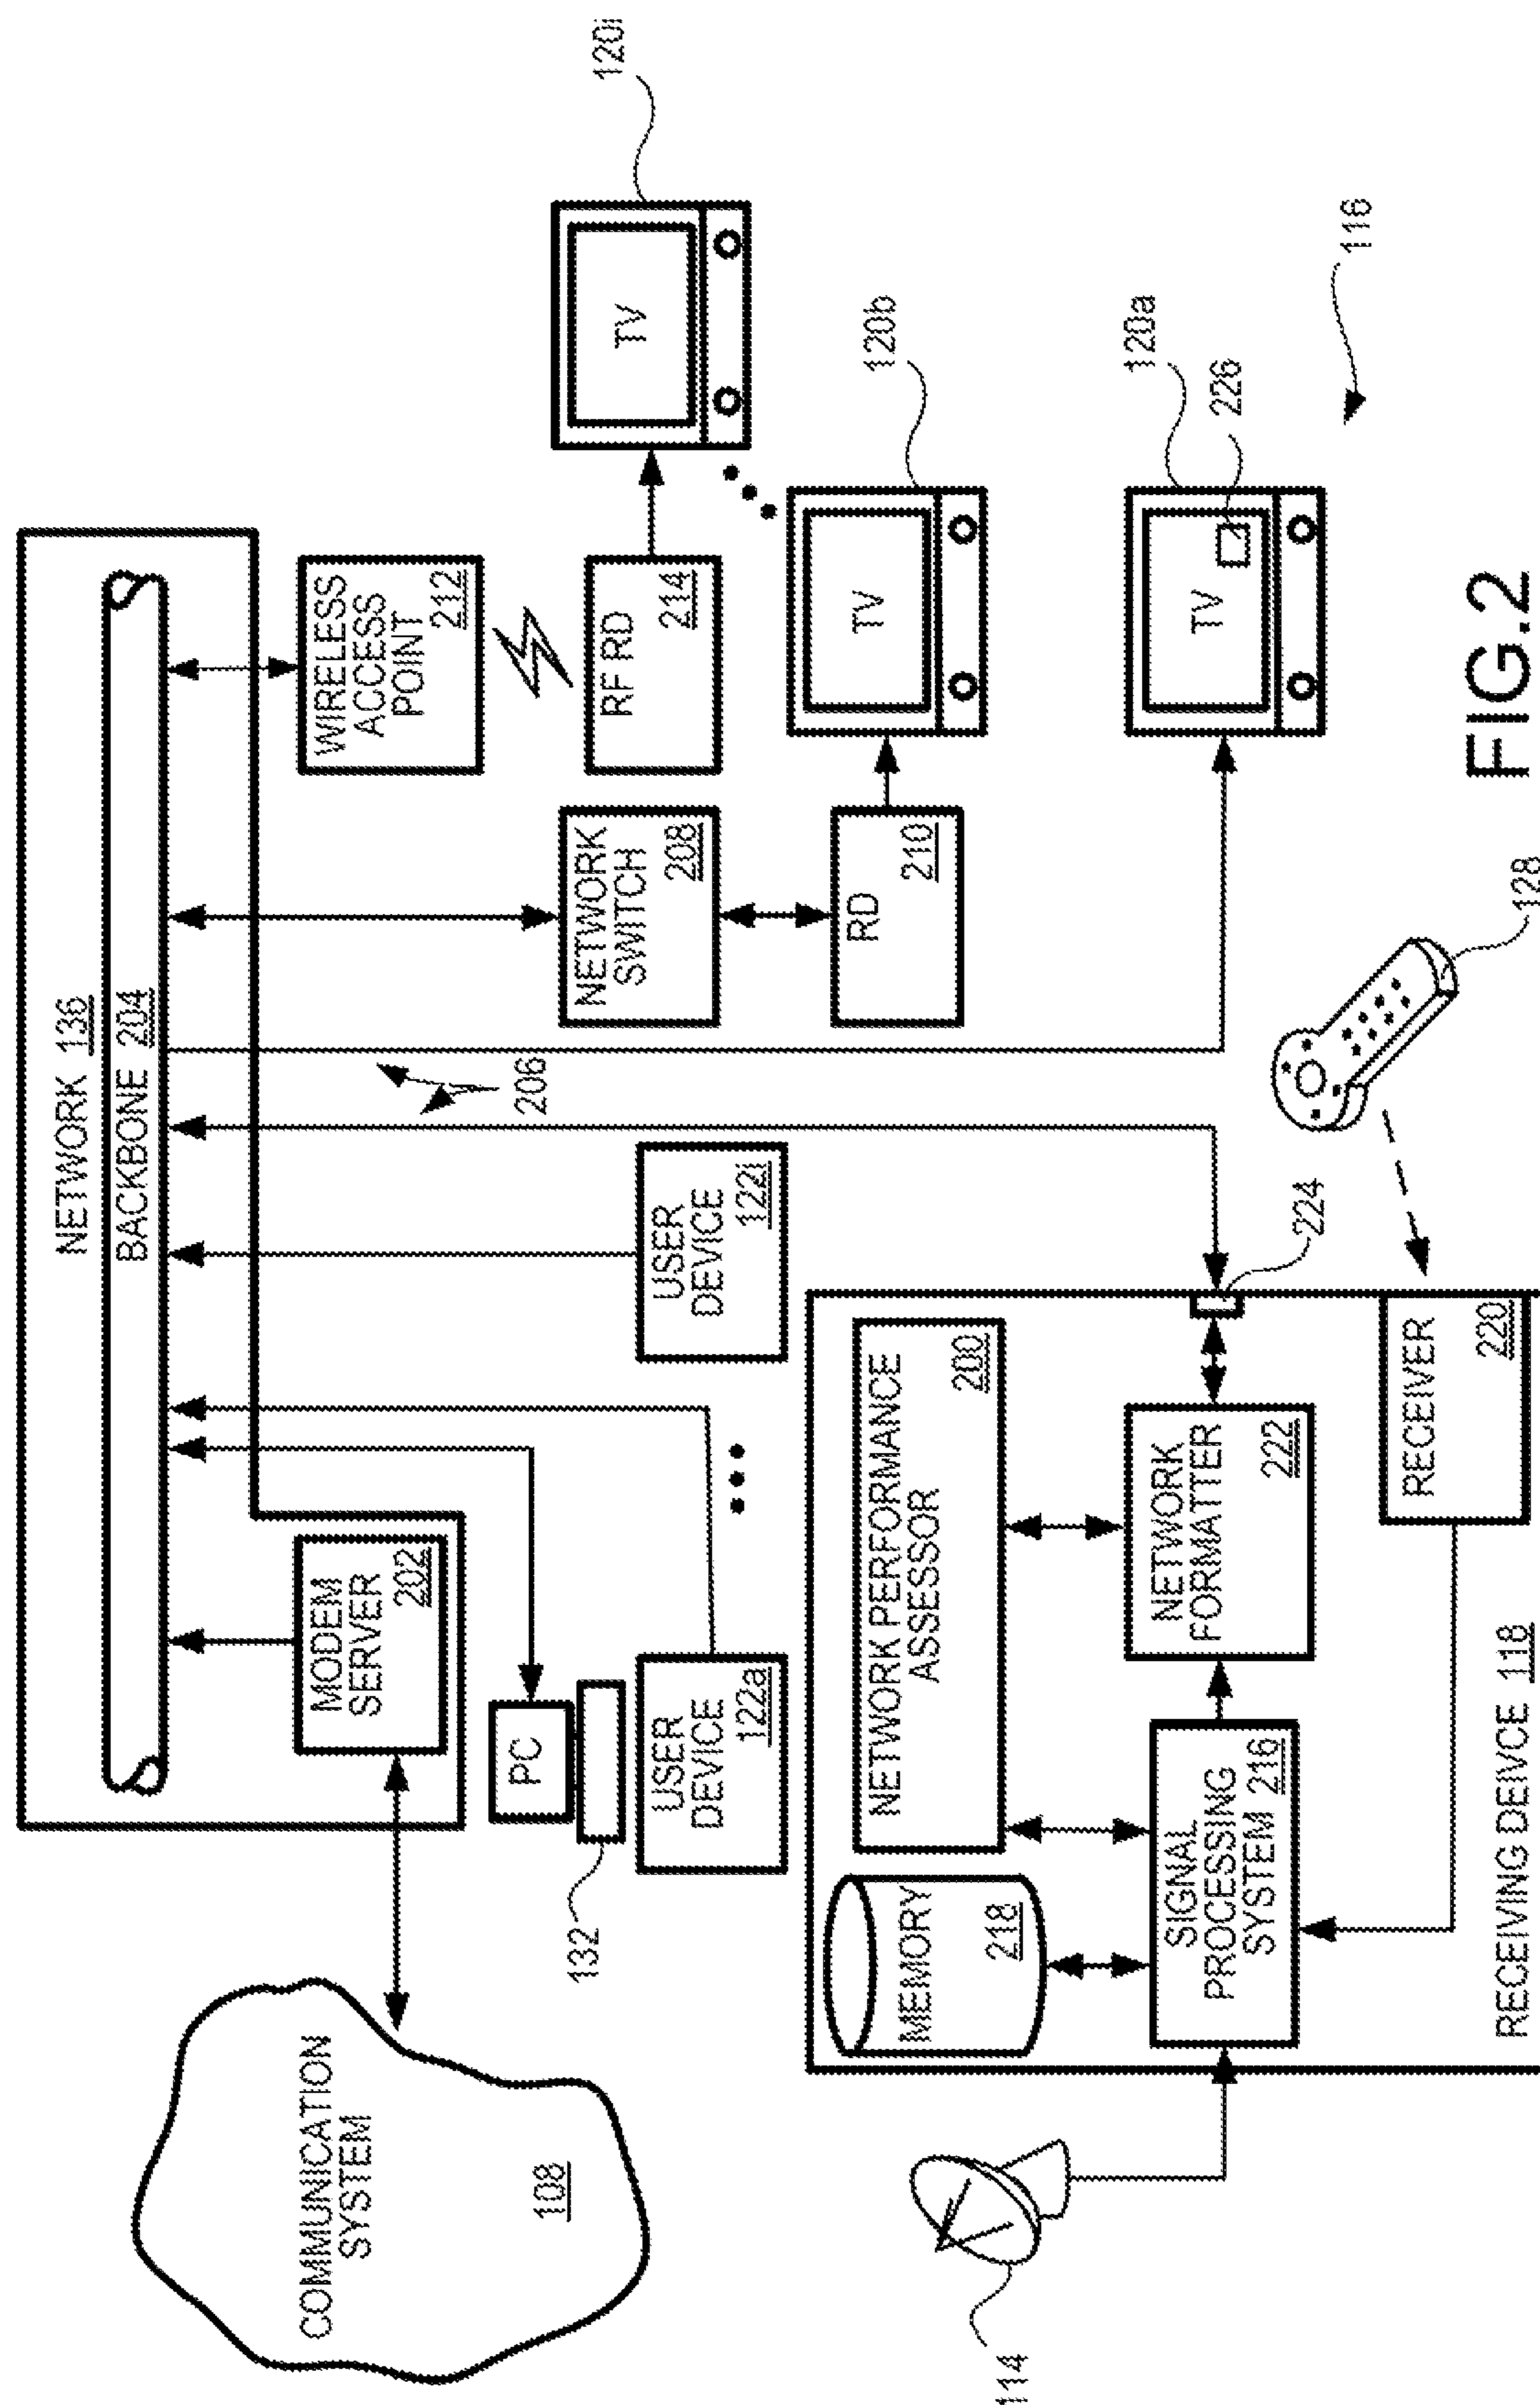 NETWORK 136
BACKBONE 204
COMMUNICATION
SYSTEM
108
MODEM
SERVER
202
WIRELESS
ACCESS
POINT
212
206
PC
132
USER
DEVICE
122a
USER
DEVICE
122i
NETWORK
SWITCH
208
RF RD
214
TV
120i
RD
210
TV
120b
TV
120a
226
116
114
MEMORY
218
NETWORK PERFORMANCE
ASSESSOR
200
SIGNAL
PROCESSING
SYSTEM 216
NETWORK
FORMATTER
222
224
RECEIVER
220
128
RECEIVING DEIVCE 118
FIG.2